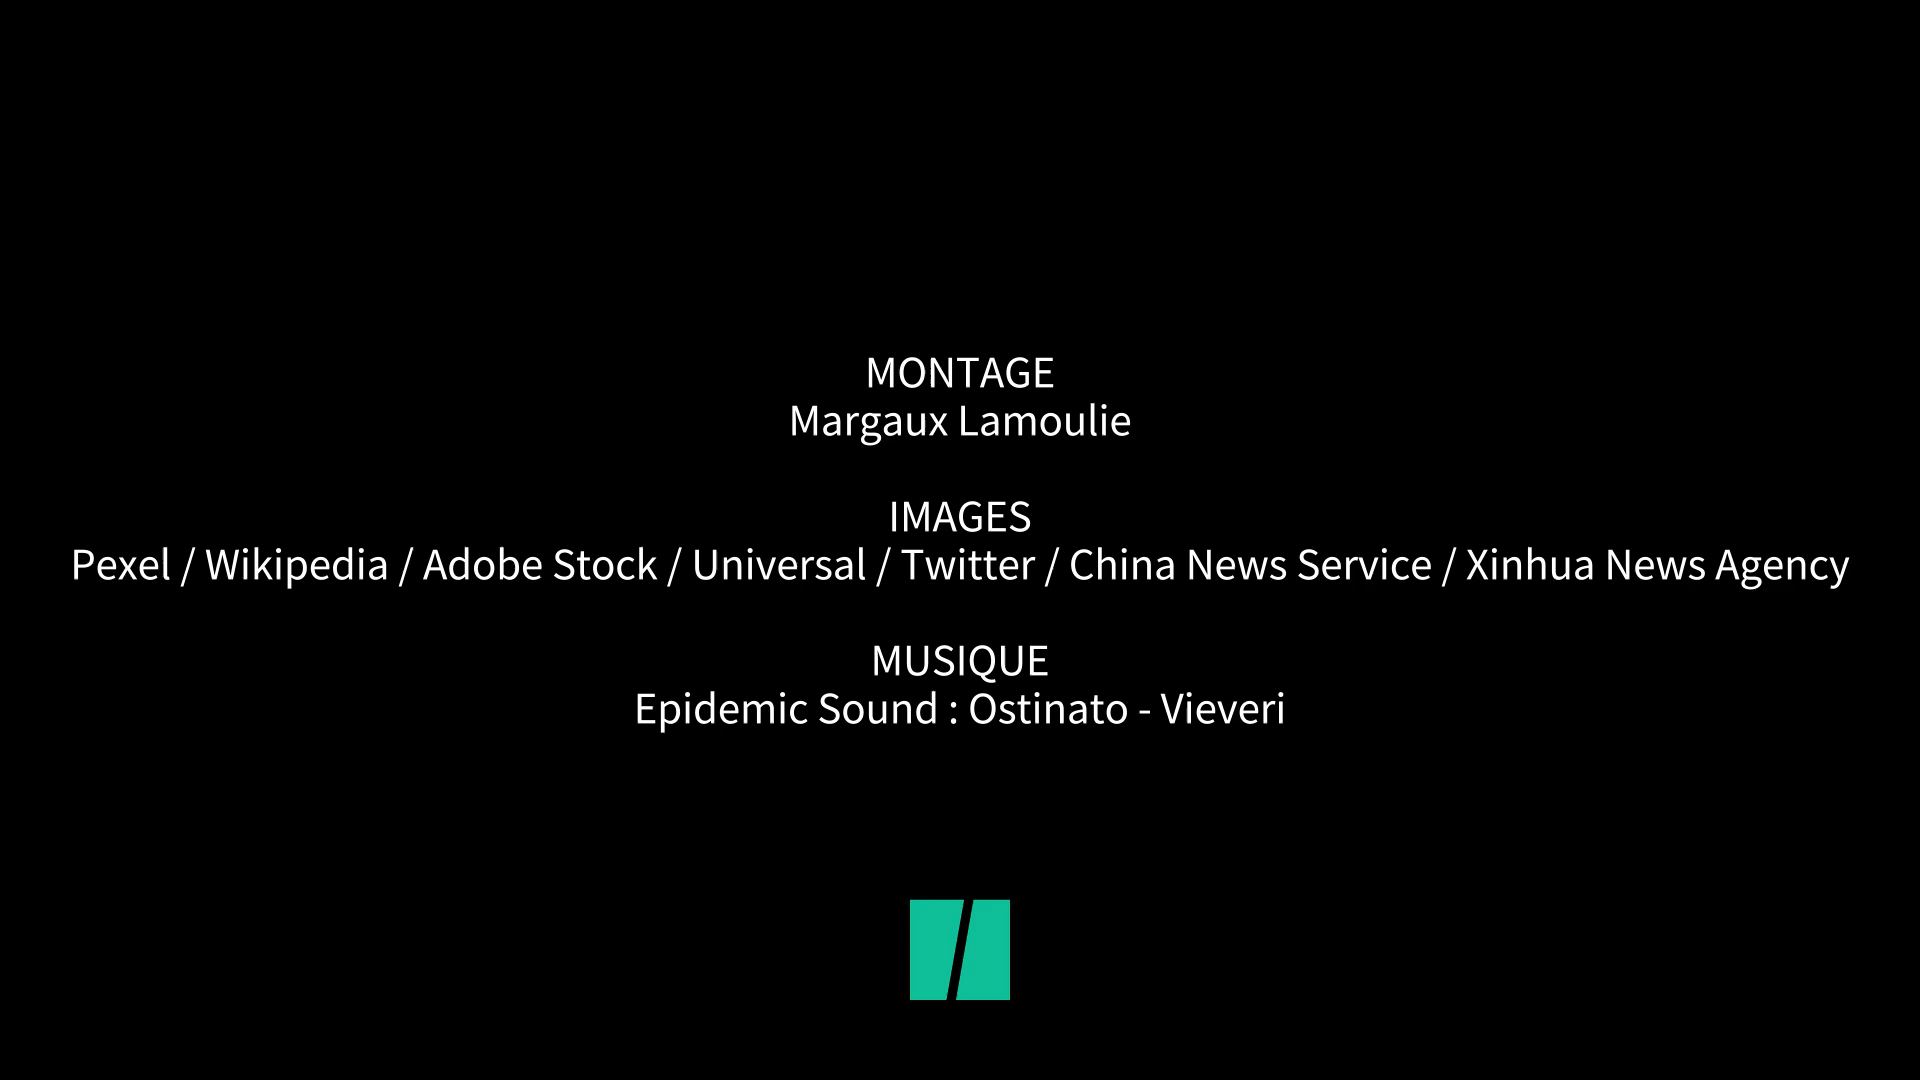 MONTAGE
Margaux Lamoulie
IMAGES
Pexel / Wikipedia / Adobe Stock / Universal / Twitter / China News Service / Xinhua News Agency
MUSIQUE
Epidemic Sound : Ostinato - Vieveri